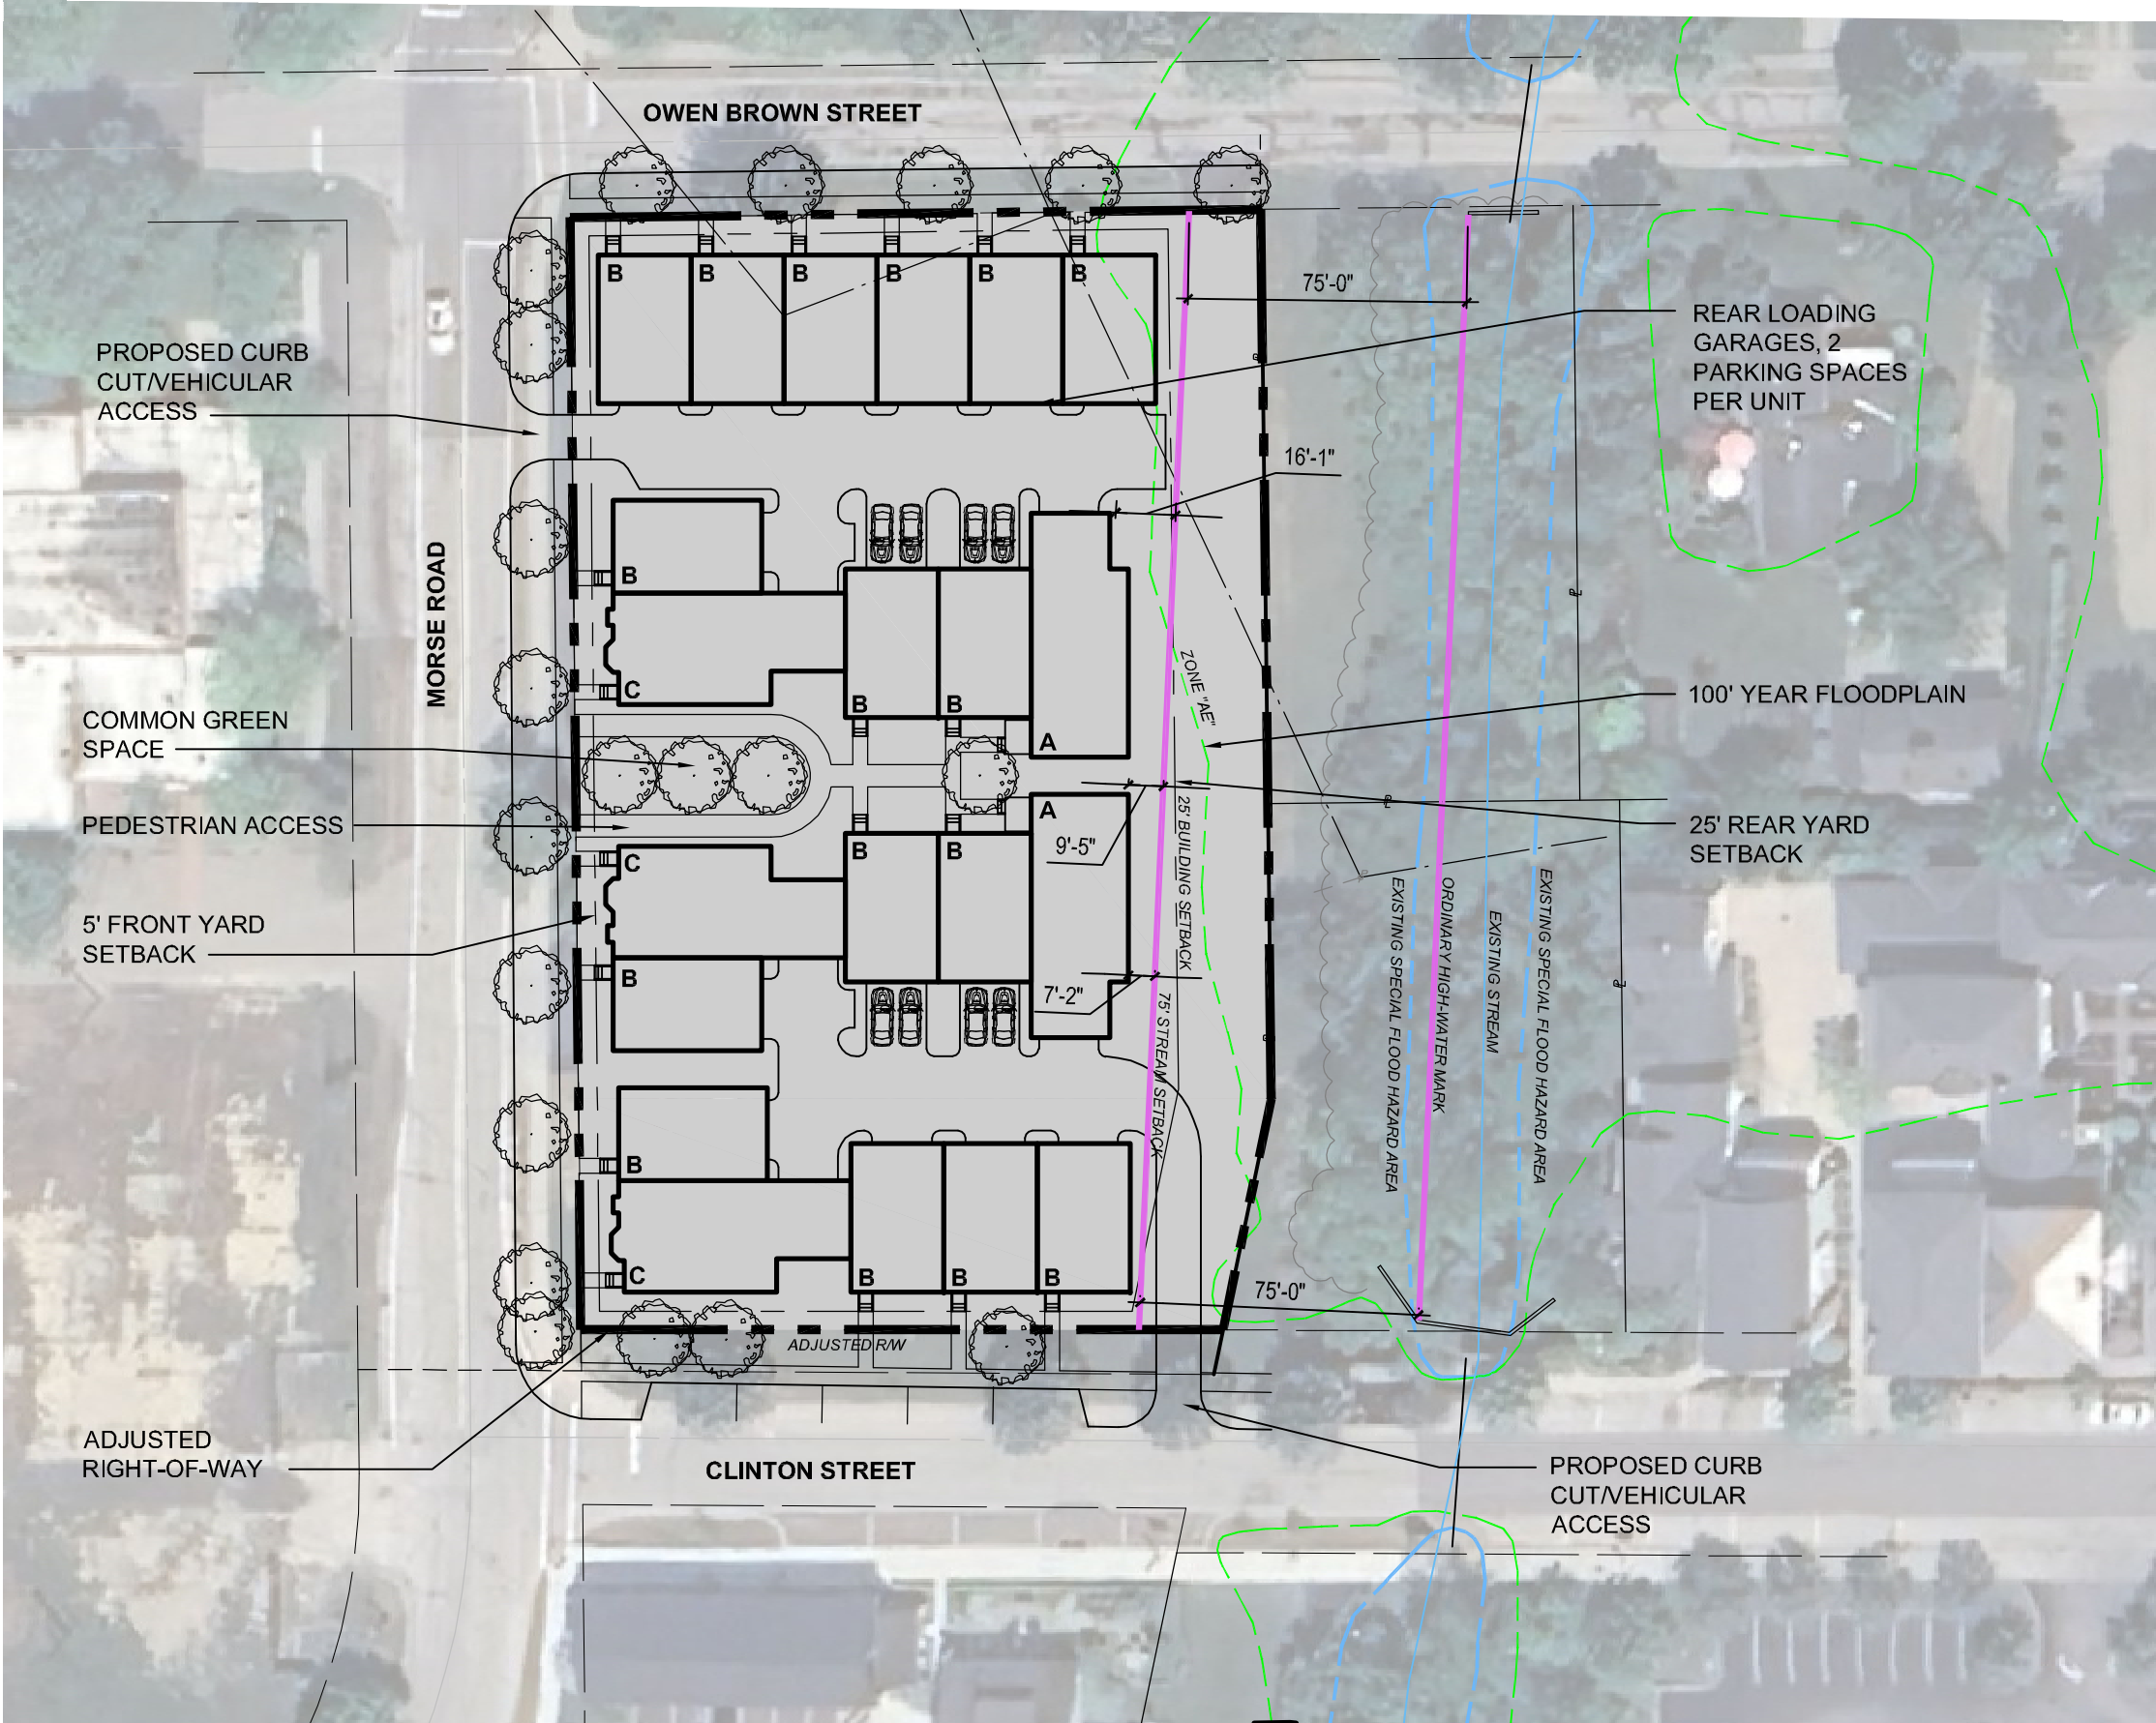 OWEN BROWN STREET
B
B
B
B
B
B
75'-0"
REAR LOADING
GARAGES, 2
PARKING SPACES
PER UNIT
PROPOSED CURB
CUT/VEHICULAR
ACCESS
16'-1"
MORSE ROAD
B
C
B
B
A
ZONE "AE"
100' YEAR FLOODPLAIN
COMMON GREEN
SPACE
PEDESTRIAN ACCESS
A
C
B
B
9'-5"
25' BUILDING SETBACK
25' REAR YARD
SETBACK
5' FRONT YARD
SETBACK
B
7'-2"
75' STREAM SETBACK
EXISTING SPECIAL FLOOD HAZARD AREA
ORDINARY HIGH-WATER MARK
EXISTING STREAM
EXISTING SPECIAL FLOOD HAZARD AREA
B
C
B
B
B
75'-0"
ADJUSTED R/W
ADJUSTED
RIGHT-OF-WAY
CLINTON STREET
PROPOSED CURB
CUT/VEHICULAR
ACCESS